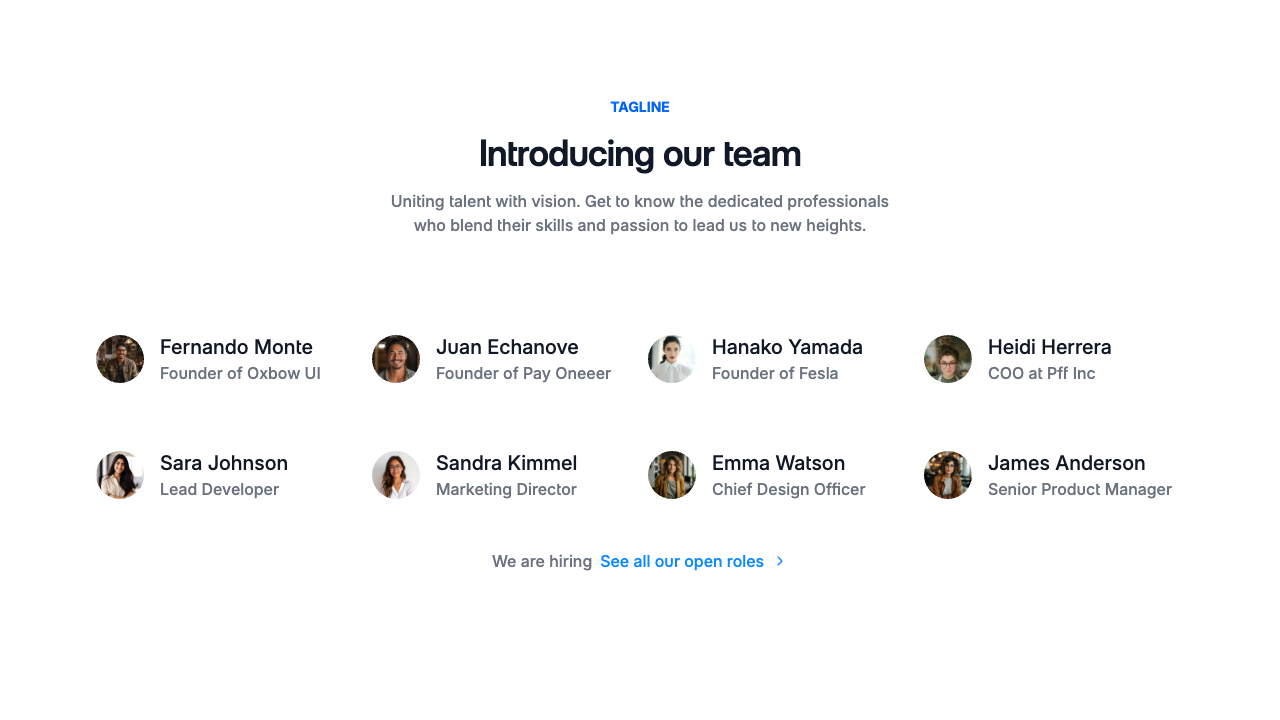 TAGLINE
Introducing our team
Uniting talent with vision. Get to know the dedicated professionals
who blend their skills and passion to lead us to new heights.
Fernando Monte
Founder of Oxbow UI
Juan Echanove
Founder of Pay Oneeer
Hanako Yamada
Founder of Fesla
Heidi Herrera
COO at Pff Inc
Sara Johnson
Lead Developer
Sandra Kimmel
Marketing Director
Emma Watson
Chief Design Officer
James Anderson
Senior Product Manager
We are hiring See all our open roles